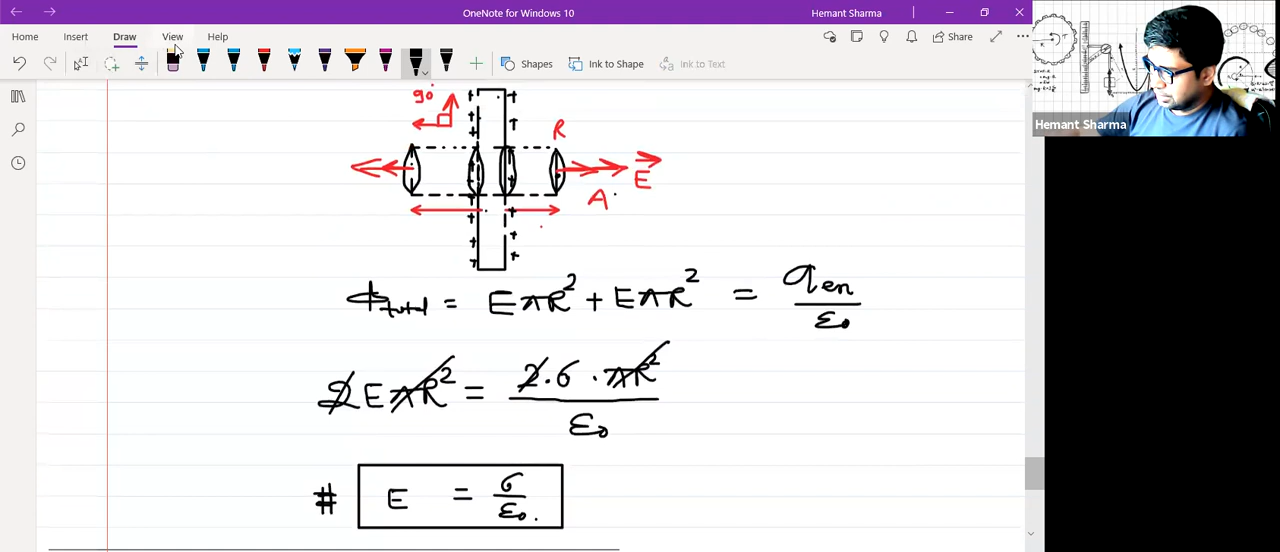 OneNote for Windows 10
Hemant Sharma
Home Insert Draw View Help
Share
Shapes Ink to Shape Ink to Text
90°
R
E
A
Φtotal = EπR² + EπR² = qen/ε₀
2EπR² = 2·σ·πR²/ε₀
# E = σ/ε₀.
Hemant Sharma